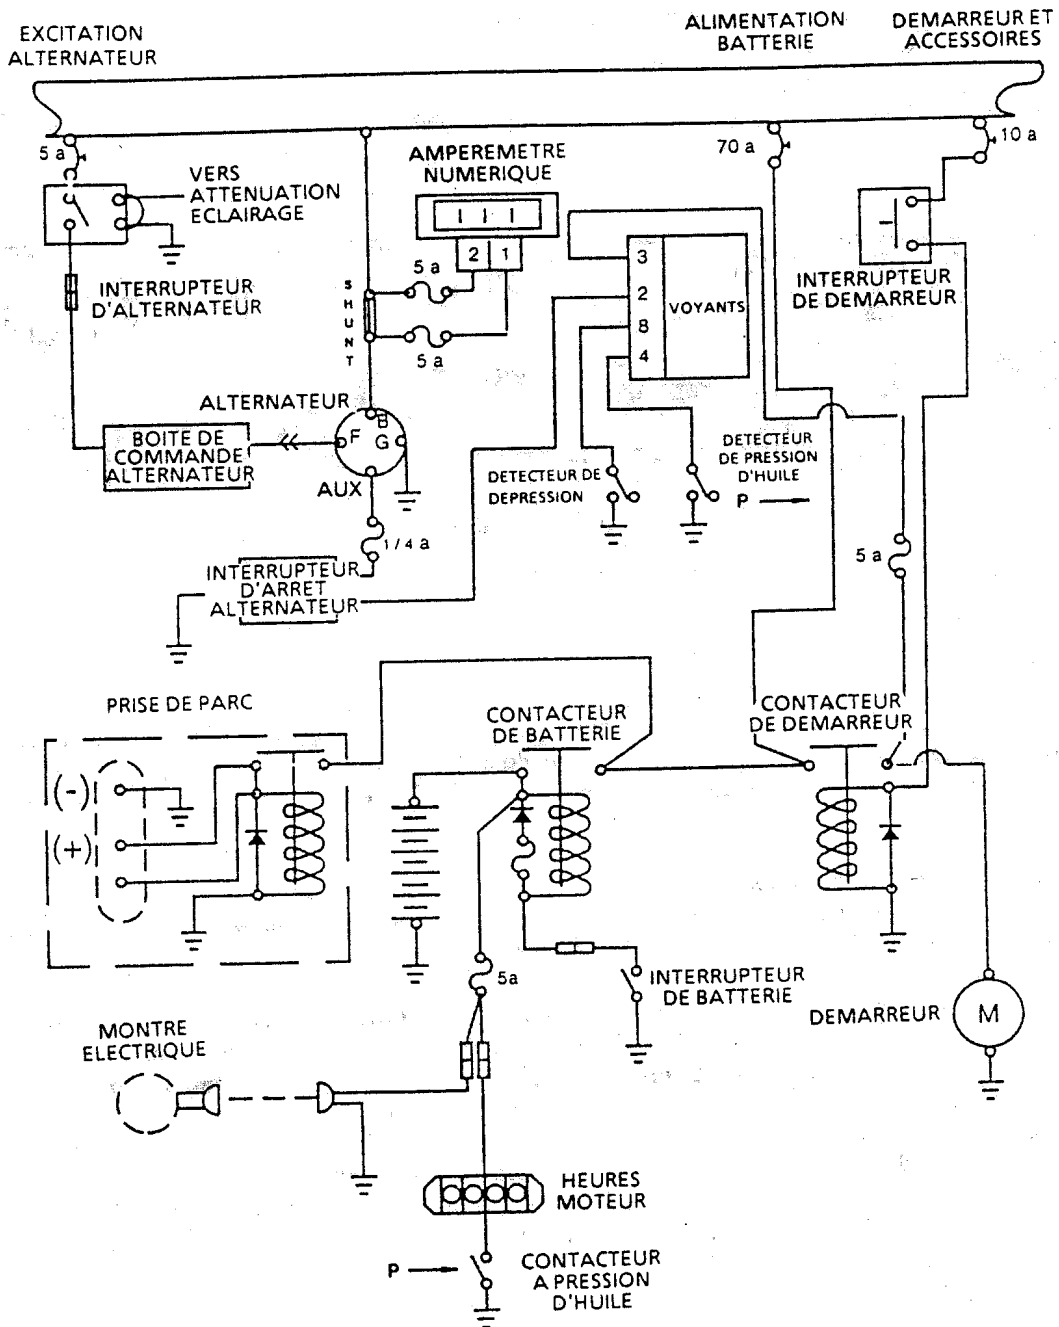 EXCITATION
ALTERNATEUR
ALIMENTATION
BATTERIE
DEMARREUR ET
ACCESSOIRES
5 a
70 a
10 a
VERS
ATTENUATION
ECLAIRAGE
AMPEREMETRE
NUMERIQUE
2 1
5 a
5 a
SHUNT
INTERRUPTEUR
D'ALTERNATEUR
3
2
8
4
VOYANTS
INTERRUPTEUR
DE DEMARREUR
ALTERNATEUR
B
F
G
AUX
BOITE DE
COMMANDE
ALTERNATEUR
1/4 a
DETECTEUR DE
DEPRESSION
DETECTEUR
DE PRESSION
D'HUILE
P
5 a
INTERRUPTEUR
D'ARRET
ALTERNATEUR
PRISE DE PARC
(-)
(+)
CONTACTEUR
DE BATTERIE
CONTACTEUR
DE DEMARREUR
5a
INTERRUPTEUR
DE BATTERIE
DEMARREUR
M
MONTRE
ELECTRIQUE
HEURES
MOTEUR
P
CONTACTEUR
A PRESSION
D'HUILE